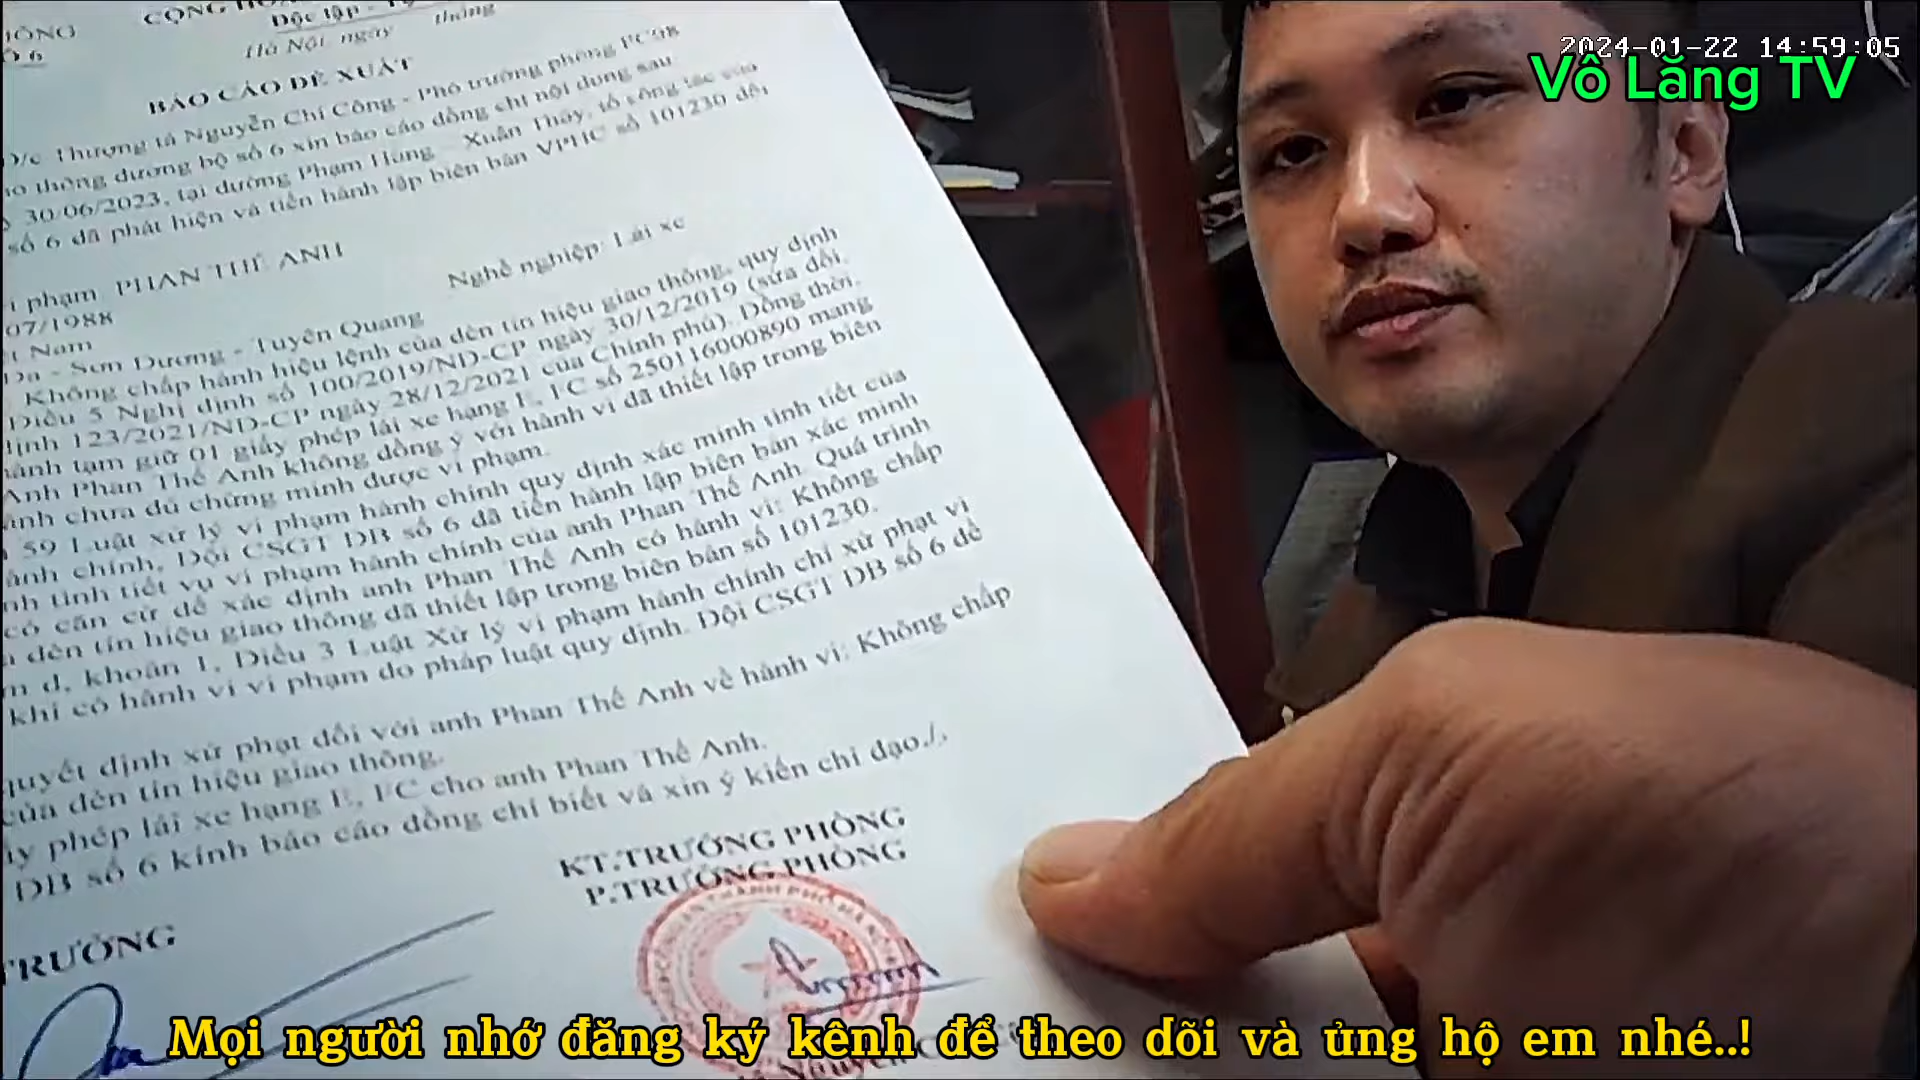 2024-01-22 14:59:05
Vô Lăng TV
CỘNG
Độc lập - T
Hà Nội, ngày tháng
BÁO CÁO ĐỀ XUẤT
Đ/c Thượng tá Nguyễn Chí Công - Phó trưởng phòng PC08
thông đường bộ số 6 xin báo cáo đồng chí nội dung sau:
30/06/2023, tại đường Phạm Hùng - Xuân Thủy, tổ công tác của
số 6 đã phát hiện và tiến hành lập biên bản VPHC số 101230 đối
phạm: PHAN THẾ ANH
07/1988 Nghề nghiệp: Lái xe
Nam
Đa - Sơn Dương - Tuyên Quang
Không chấp hành hiệu lệnh của đèn tín hiệu giao thông, quy định
Điều 5 Nghị định số 100/2019/NĐ-CP ngày 30/12/2019 (sửa đổi,
định 123/2021/NĐ-CP ngày 28/12/2021 của Chính phủ). Đồng thời,
hành tạm giữ 01 giấy phép lái xe hạng E, FC số 250116000890 mang
Anh Phan Thế Anh không đồng ý với hành vi đã thiết lập trong biên
ảnh chưa đủ chứng minh được vi phạm.
59 Luật xử lý vi phạm hành chính quy định xác minh tình tiết của
hành chính, Đội CSGT ĐB số 6 đã tiến hành lập biên bản xác minh
tình tiết vụ vi phạm hành chính của anh Phan Thế Anh. Quá trình
có căn cứ để xác định anh Phan Thế Anh có hành vi: Không chấp
đèn tín hiệu giao thông đã thiết lập trong biên bản số 101230.
d, khoản 1, Điều 3 Luật Xử lý vi phạm hành chính chỉ xử phạt vi
khi có hành vi vi phạm do pháp luật quy định. Đội CSGT ĐB số 6 đề
quyết định xử phạt đối với anh Phan Thế Anh về hành vi: Không chấp
của đèn tín hiệu giao thông.
phép lái xe hạng E, FC cho anh Phan Thế Anh.
ĐB số 6 kính báo cáo đồng chí biết và xin ý kiến chỉ đạo./.
KT.TRƯỞNG PHÒNG
P.TRƯỞNG PHÒNG
TRƯỞNG
Mọi người nhớ đăng ký kênh để theo dõi và ủng hộ em nhé..!